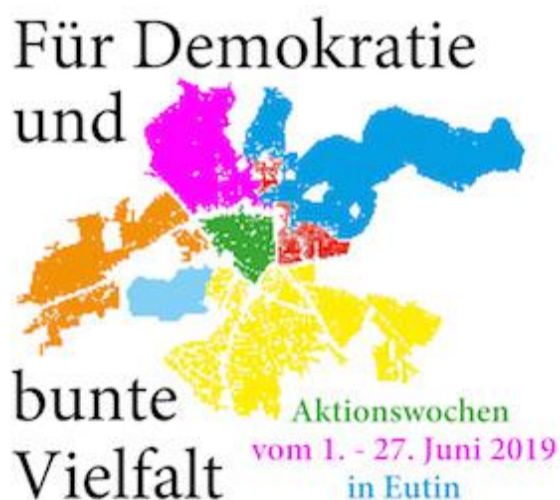 Für Demokratie
und
bunte
Vielfalt
Aktionswochen
vom 1. - 27. Juni 2019
in Eutin